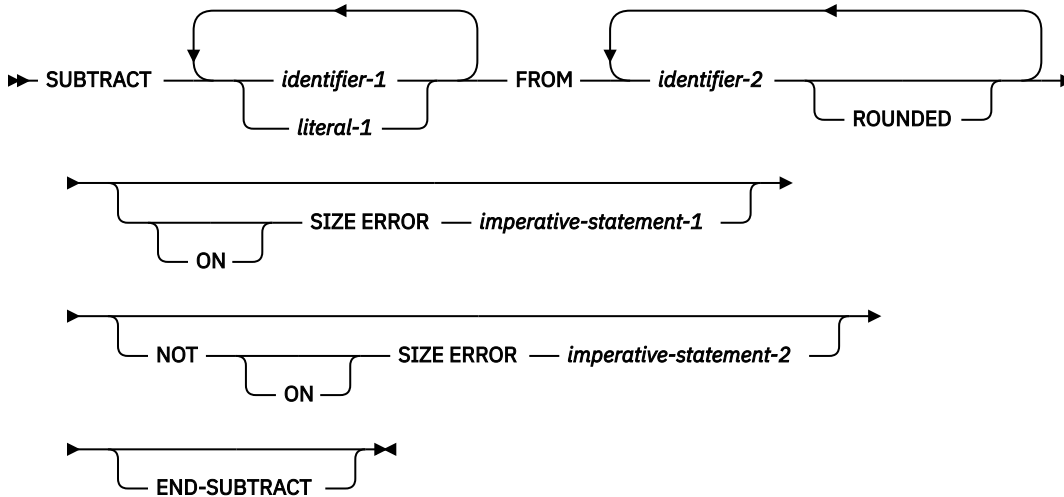 SUBTRACT identifier-1 FROM identifier-2
literal-1 ROUNDED
SIZE ERROR imperative-statement-1
ON
NOT SIZE ERROR imperative-statement-2
ON
END-SUBTRACT